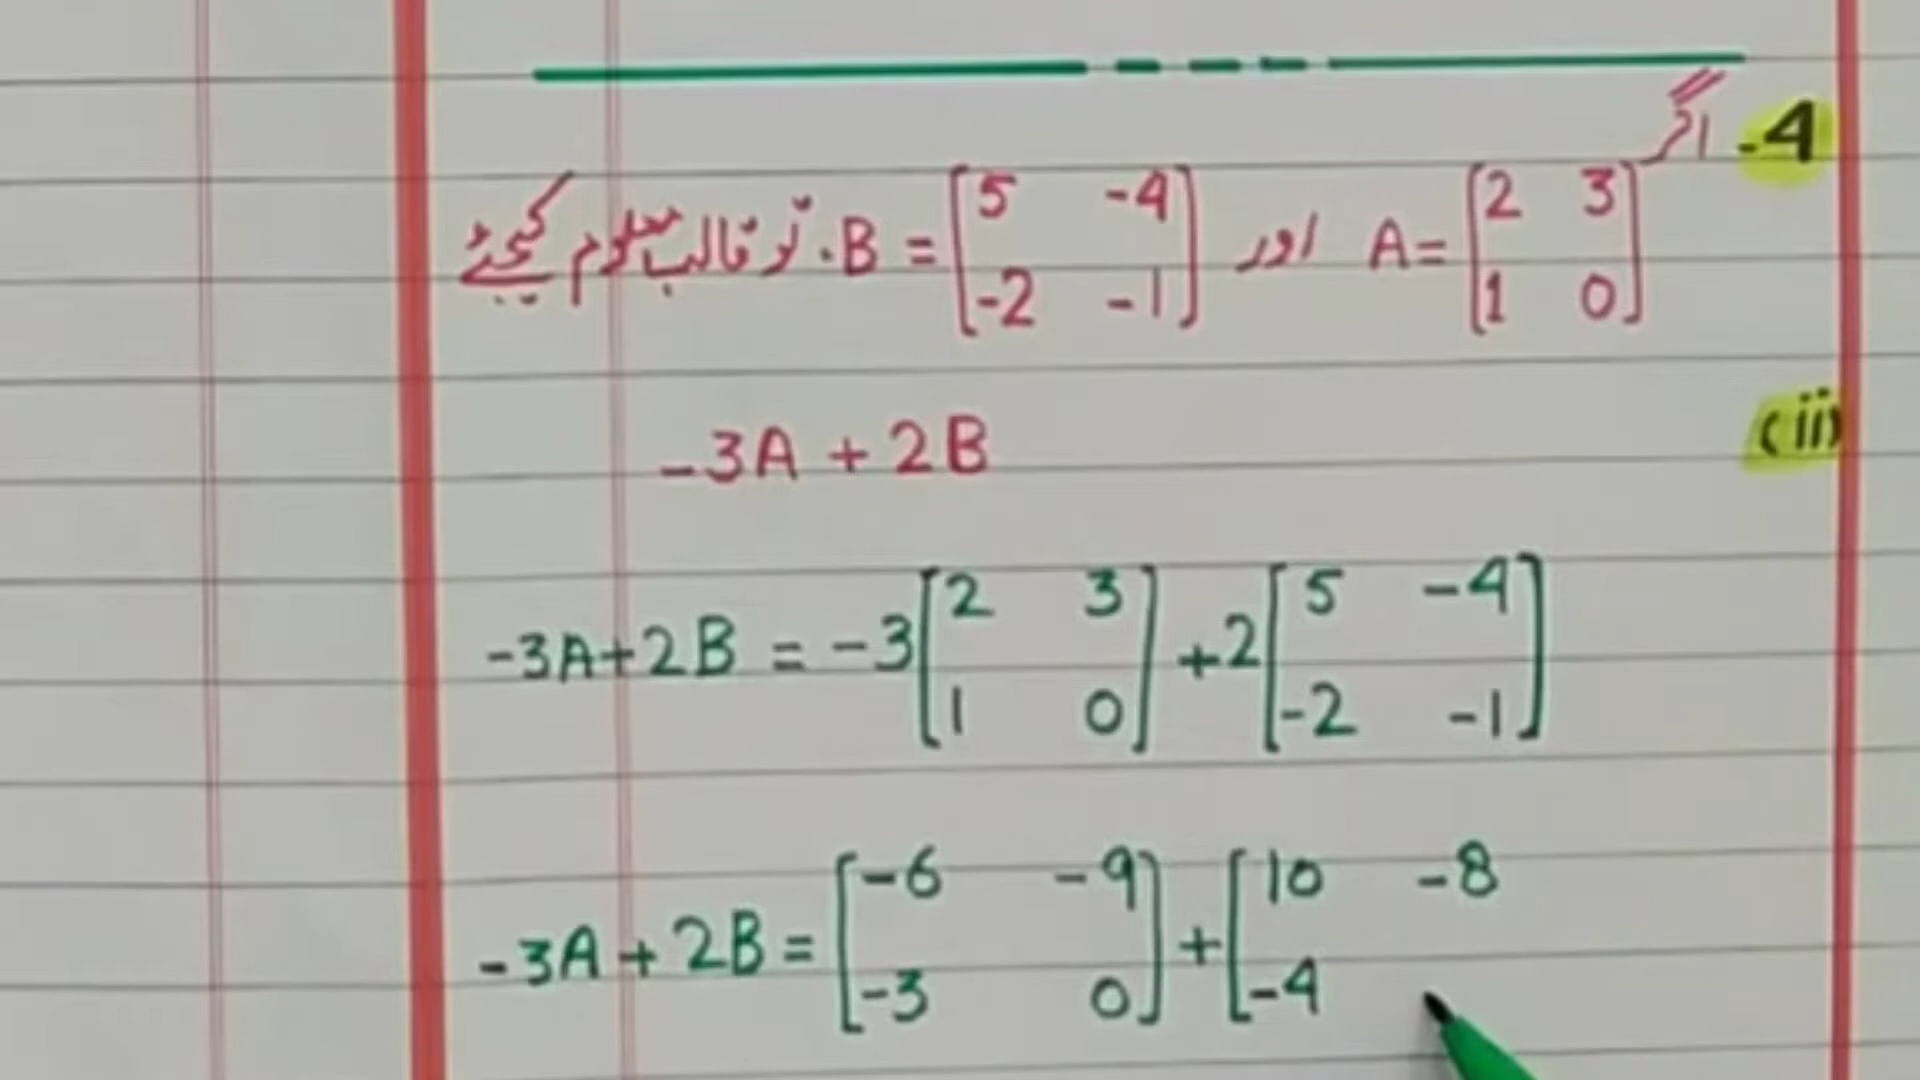 4- اگر
A = [2 3 1 0] اور B = [5 -4 -2 -1] . تو قالب معلوم کیجئے
(ii)
-3A + 2B
-3A+2B = -3[2 3 1 0] +2[5 -4 -2 -1]
-3A + 2B = [-6 -9 -3 0] + [10 -8 -4